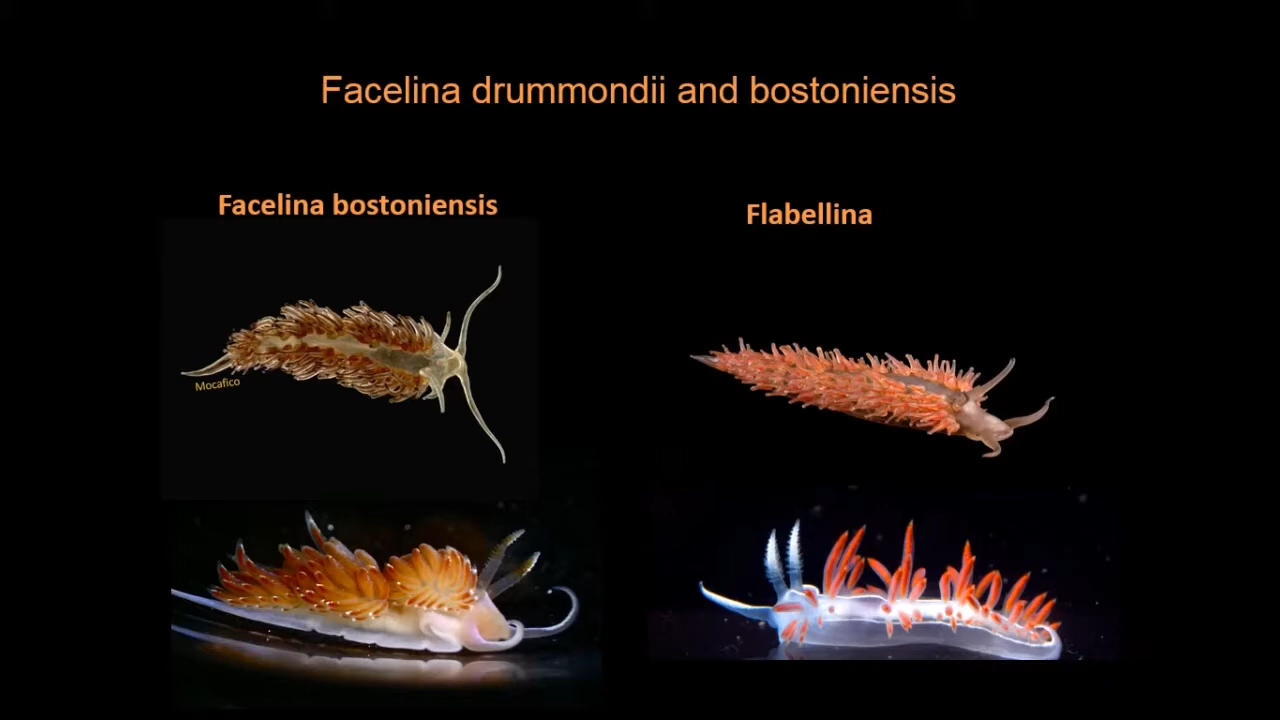 Facelina drummondii and bostoniensis
Facelina bostoniensis
Flabellina
Mocafico